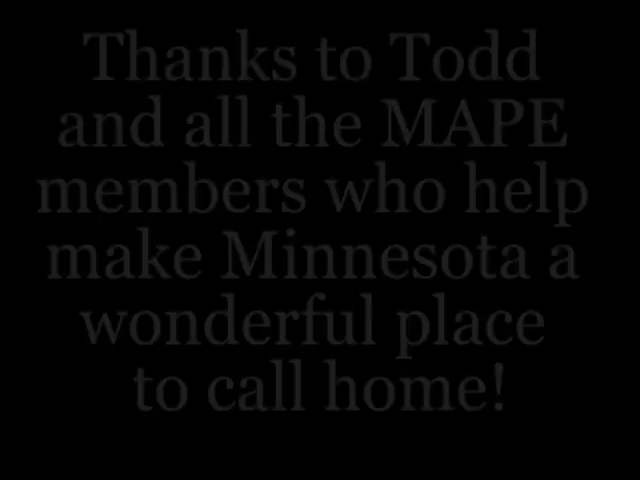 Thanks to Todd
and all the MAPE
members who help
make Minnesota a
wonderful place
to call home!